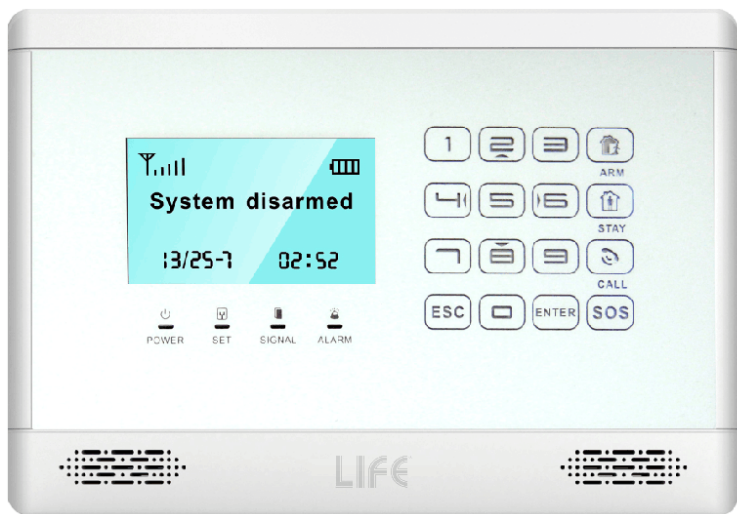 System disarmed
13/25-7 02:52
POWER SET SIGNAL ALARM
1 2 3
ARM
4 5 6
STAY
7 8 9
CALL
ESC 0 ENTER SOS
LIFE